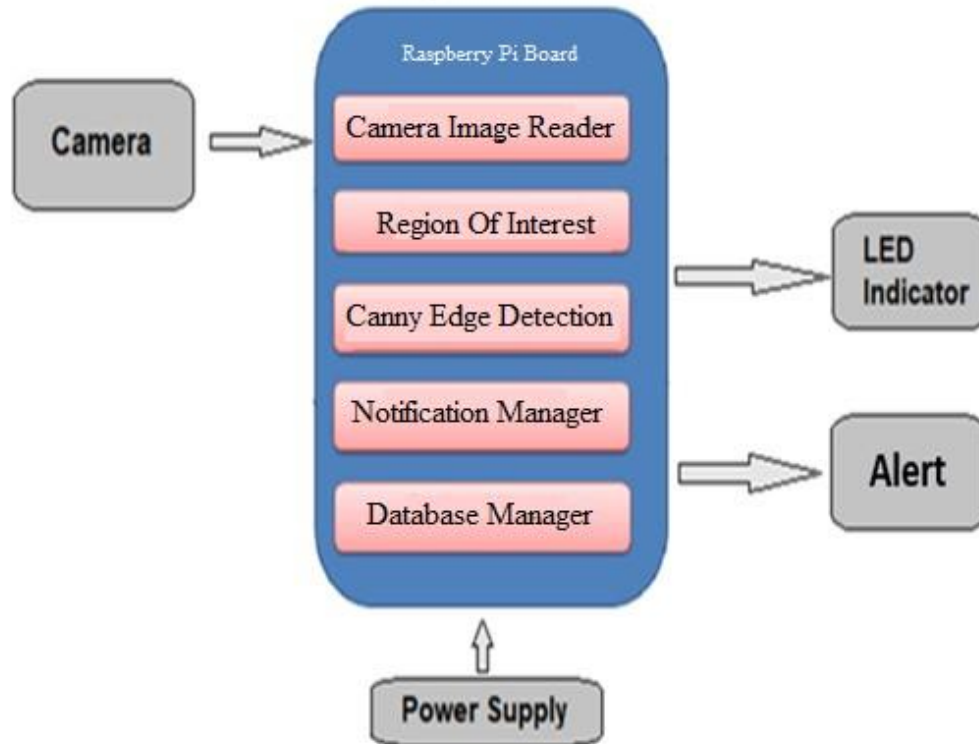 Raspberry Pi Board
Camera
Camera Image Reader
Region Of Interest
Canny Edge Detection
Notification Manager
Database Manager
LED
Indicator
Alert
Power Supply